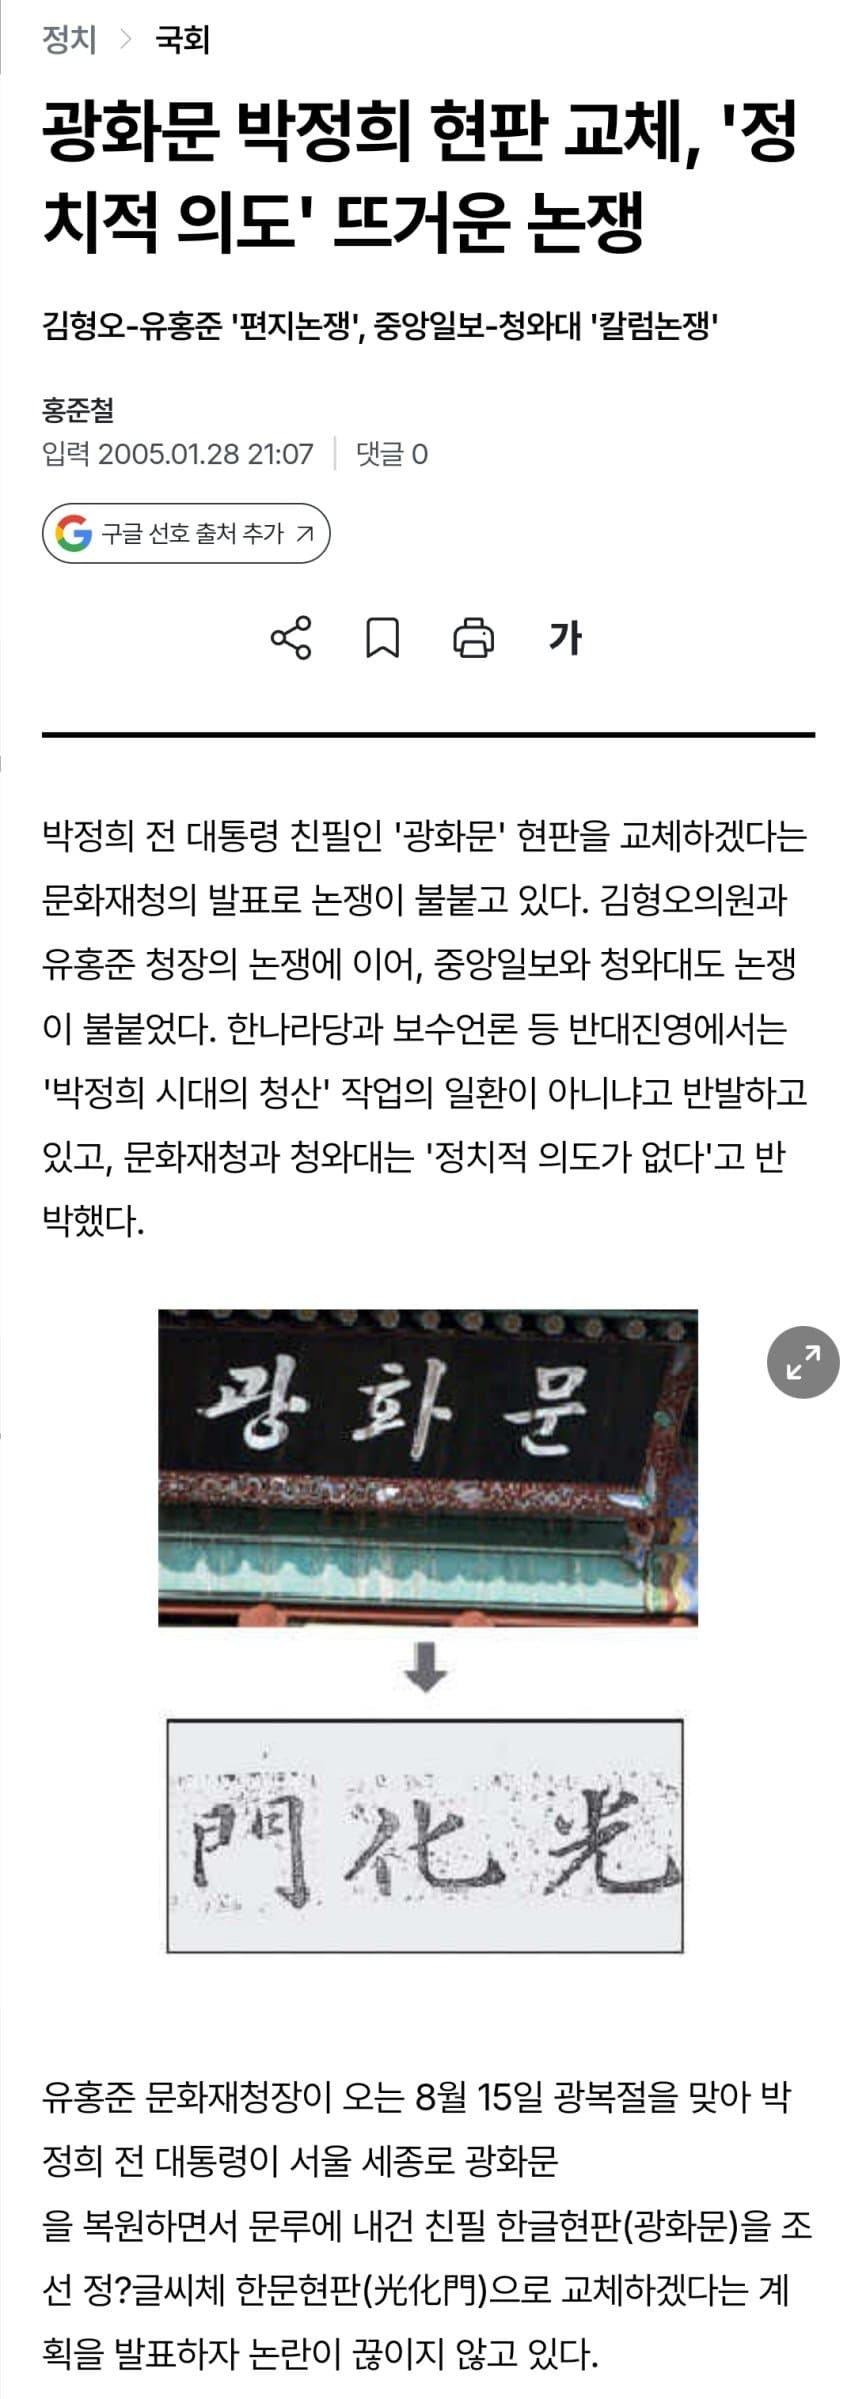 정치 > 국회
광화문 박정희 현판 교체, '정
치적 의도' 뜨거운 논쟁
김형오-유홍준 '편지논쟁', 중앙일보-청와대 '칼럼논쟁'
홍준철
입력 2005.01.28 21:07 | 댓글 0
구글 선호 출처 추가
가
박정희 전 대통령 친필인 '광화문' 현판을 교체하겠다는
문화재청의 발표로 논쟁이 불붙고 있다. 김형오의원과
유홍준 청장의 논쟁에 이어, 중앙일보와 청와대도 논쟁
이 불붙었다. 한나라당과 보수언론 등 반대진영에서는
'박정희 시대의 청산' 작업의 일환이 아니냐고 반발하고
있고, 문화재청과 청와대는 '정치적 의도가 없다'고 반
박했다.
광화문
門化光
유홍준 문화재청장이 오는 8월 15일 광복절을 맞아 박
정희 전 대통령이 서울 세종로 광화문
을 복원하면서 문루에 내건 친필 한글현판(광화문)을 조
선 정?글씨체 한문현판(光化門)으로 교체하겠다는 계
획을 발표하자 논란이 끊이지 않고 있다.